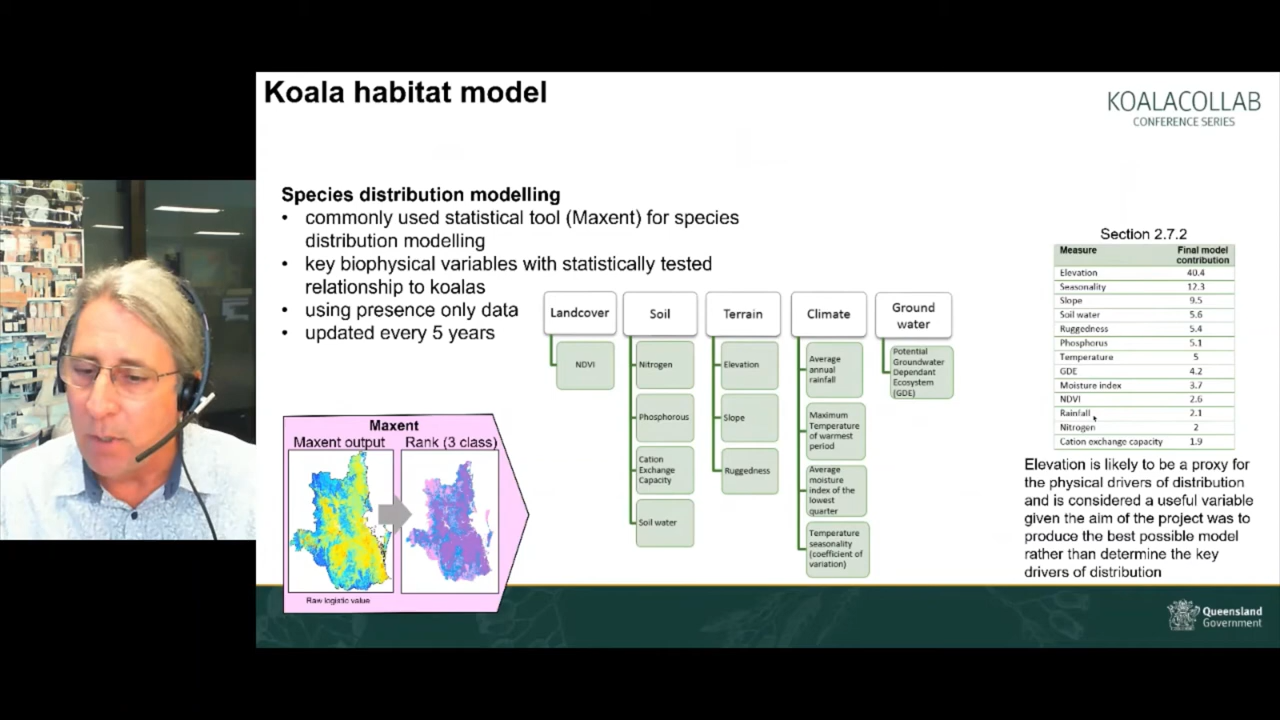 Koala habitat model
KOALACOLLAB
CONFERENCE SERIES
Species distribution modelling
• commonly used statistical tool (Maxent) for species
distribution modelling
• key biophysical variables with statistically tested
relationship to koalas
• using presence only data
• updated every 5 years
Landcover
NDVI
Soil
Nitrogen
Phosphorous
Cation
Exchange
Capacity
Soil water
Terrain
Elevation
Slope
Ruggedness
Climate
Average
annual
rainfall
Maximum
Temperature
of warmest
period
Average
moisture
index of the
lowest
quarter
Temperature
seasonality
(coefficient of
variation)
Ground
water
Potential
Groundwater
Dependant
Ecosystem
(GDE)
Maxent
Maxent output Rank (3 class)
Raw logistic value
Section 2.7.2
Measure Final model
contribution
Elevation 40.4
Seasonality 12.3
Slope 9.5
Soil water 5.6
Ruggedness 5.4
Phosphorus 5.1
Temperature 5
GDE 4.2
Moisture index 3.7
NDVI 2.6
Rainfall 2.1
Nitrogen 2
Cation exchange capacity 1.9
Elevation is likely to be a proxy for
the physical drivers of distribution
and is considered a useful variable
given the aim of the project was to
produce the best possible model
rather than determine the key
drivers of distribution
Queensland
Government